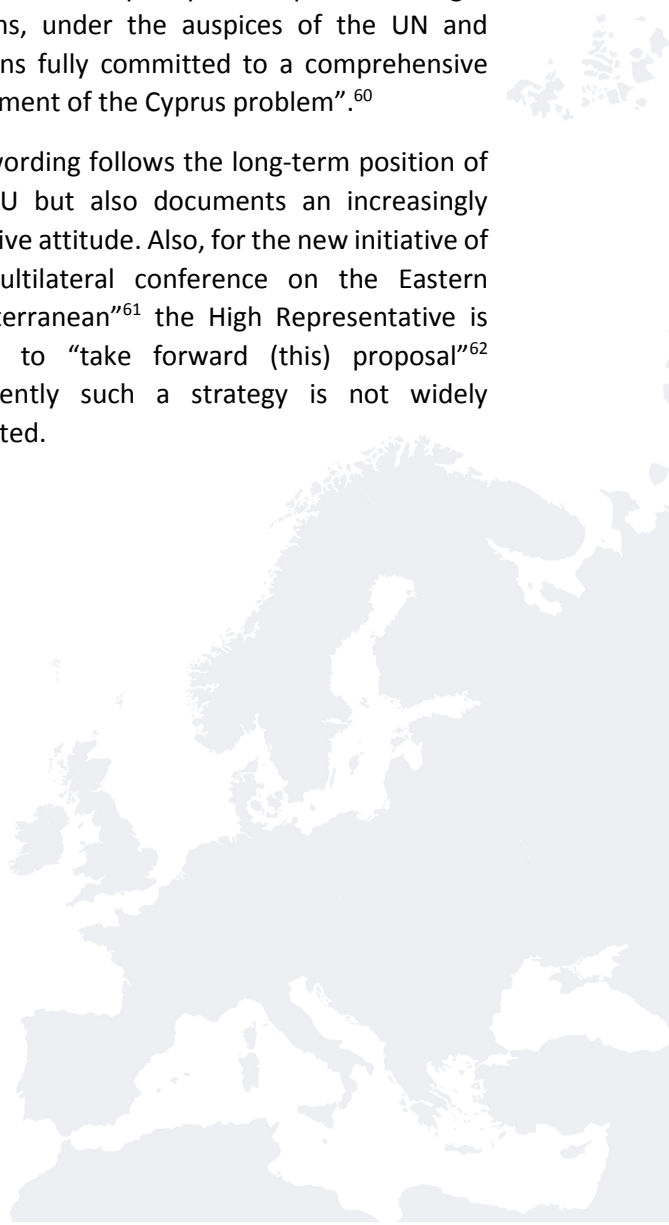 ns, under the auspices of the UN and
ns fully committed to a comprehensive
ment of the Cyprus problem”.60
ording follows the long-term position of
U but also documents an increasingly
ive attitude. Also, for the new initiative of
ultilateral conference on the Eastern
terranean”61 the High Representative is
to “take forward (this) proposal”62
ently such a strategy is not widely
ted.